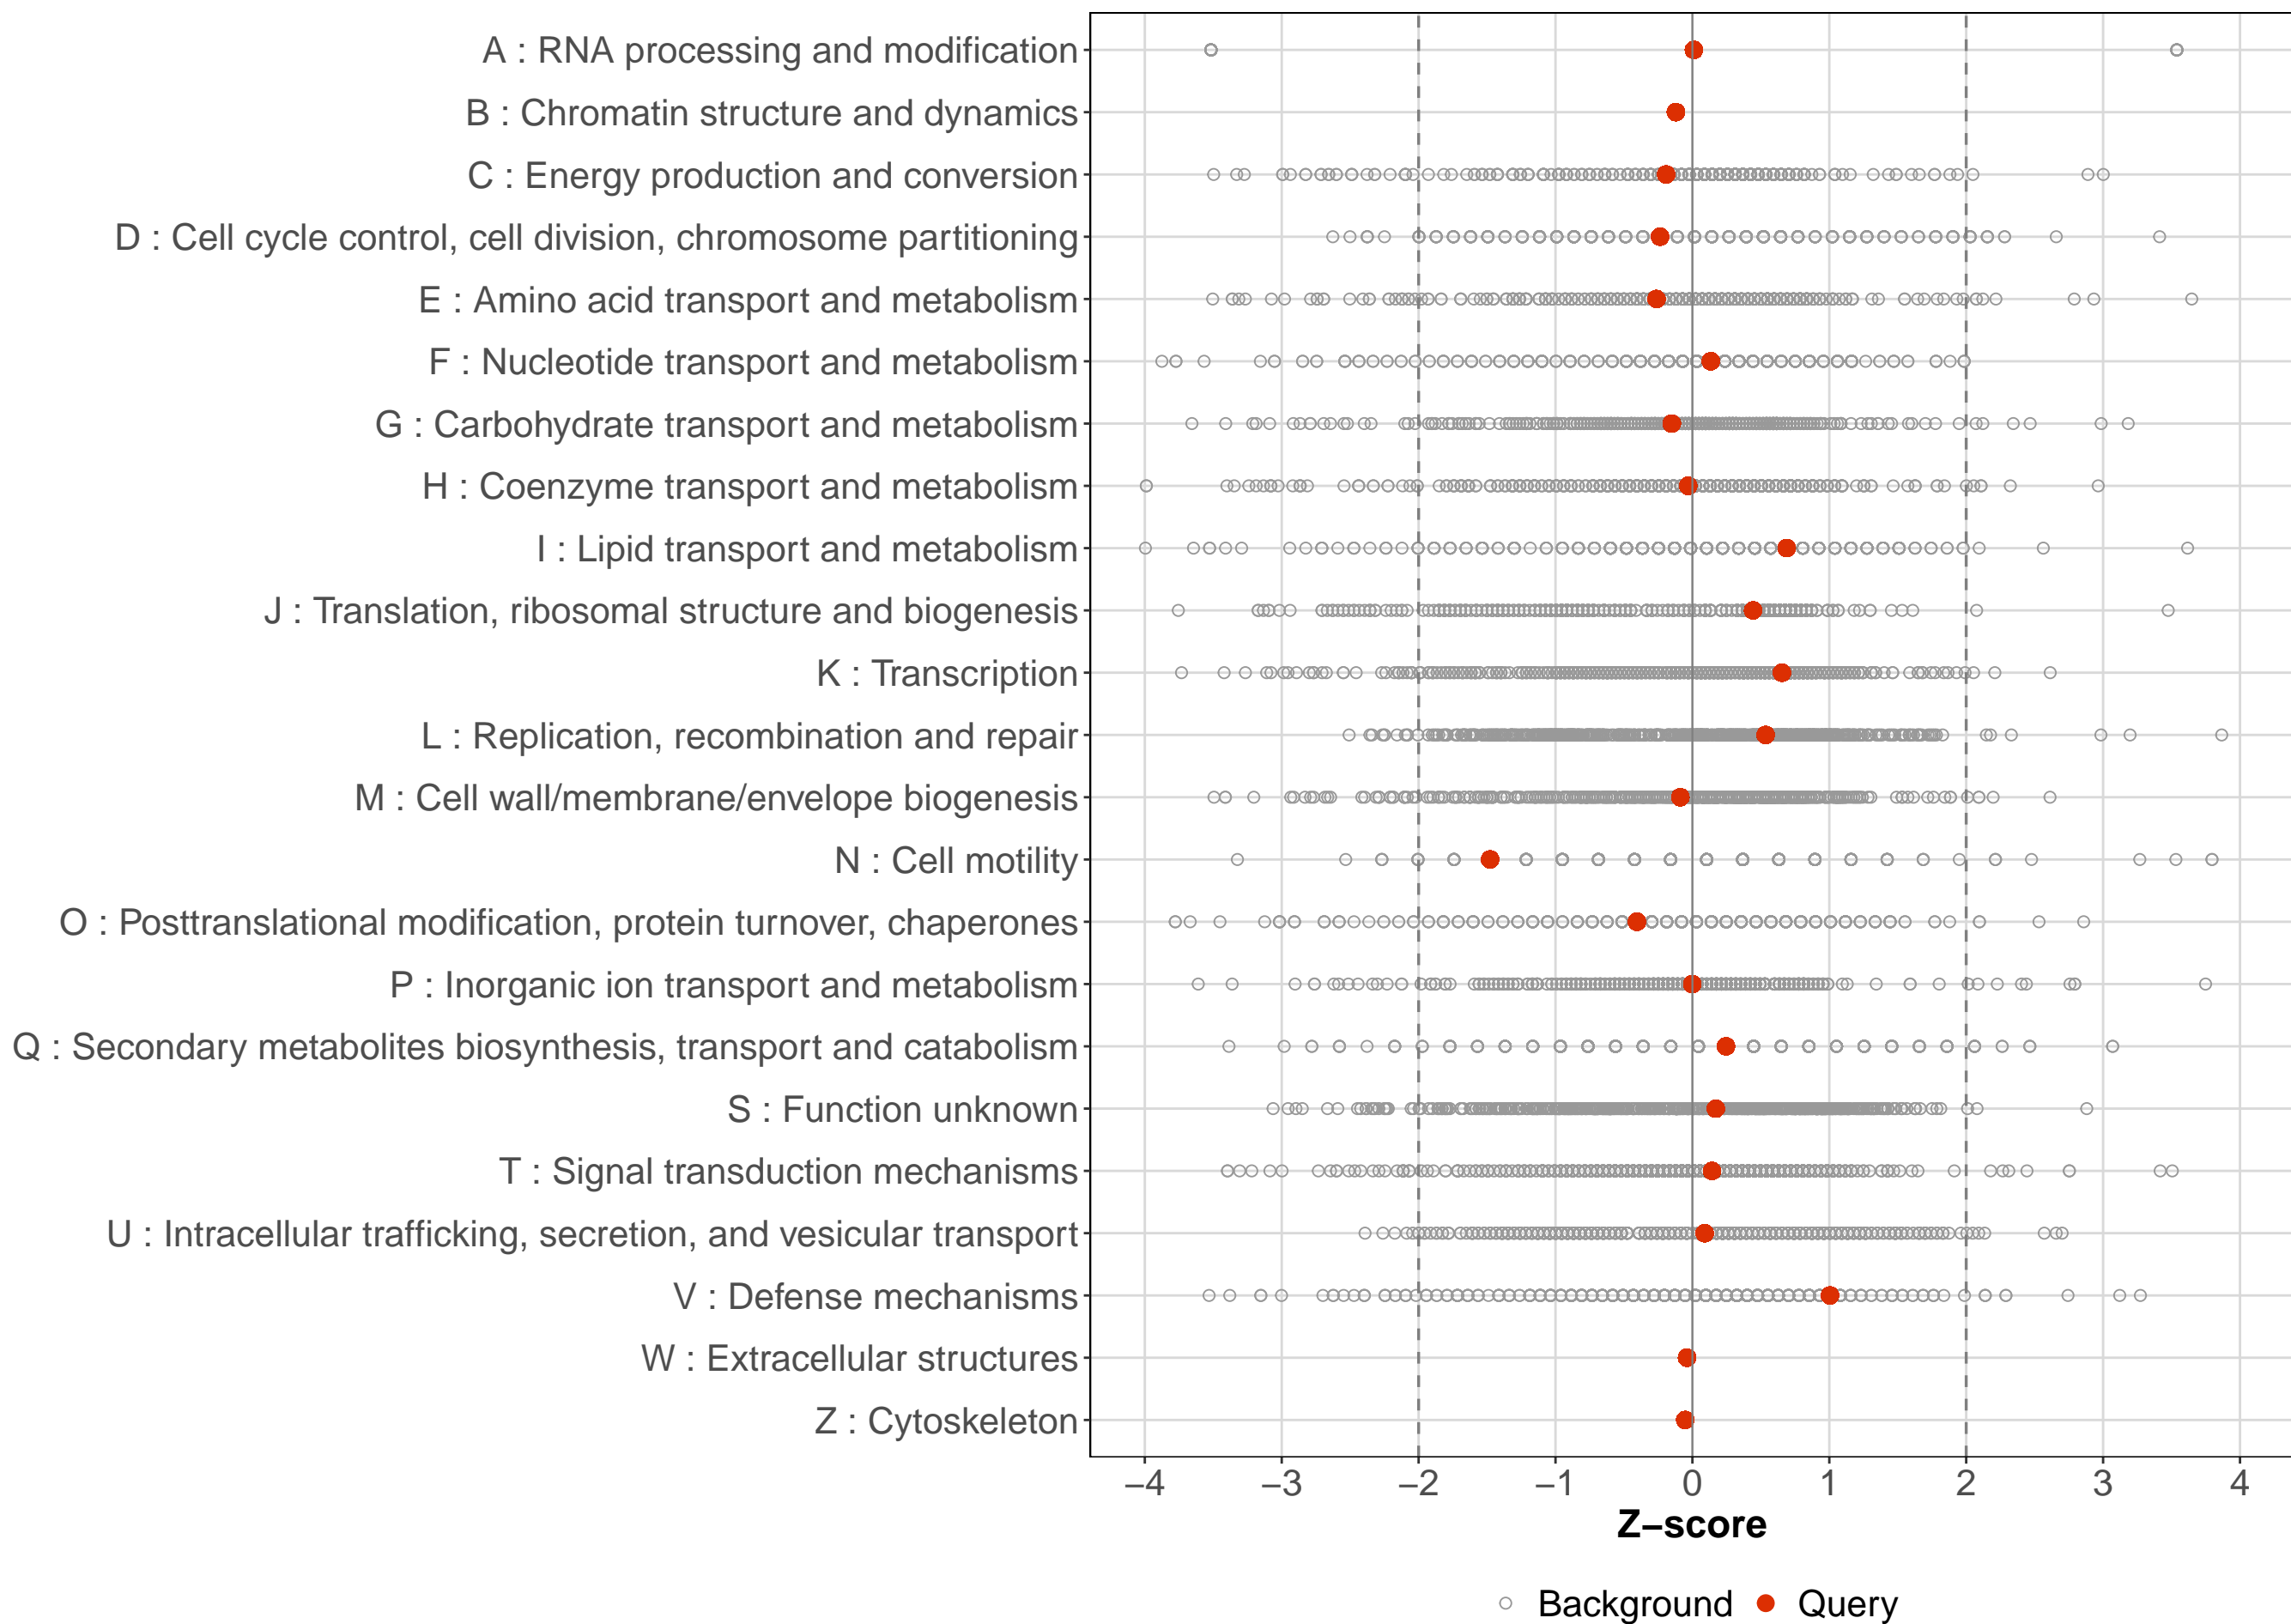 A : RNA processing and modification
B : Chromatin structure and dynamics
C : Energy production and conversion
D : Cell cycle control, cell division, chromosome partitioning
E : Amino acid transport and metabolism
F : Nucleotide transport and metabolism
G : Carbohydrate transport and metabolism
H : Coenzyme transport and metabolism
I : Lipid transport and metabolism
J : Translation, ribosomal structure and biogenesis
K : Transcription
L : Replication, recombination and repair
M : Cell wall/membrane/envelope biogenesis
N : Cell motility
O : Posttranslational modification, protein turnover, chaperones
P : Inorganic ion transport and metabolism
Q : Secondary metabolites biosynthesis, transport and catabolism
S : Function unknown
T : Signal transduction mechanisms
U : Intracellular trafficking, secretion, and vesicular transport
V : Defense mechanisms
W : Extracellular structures
Z : Cytoskeleton
−4 −3 −2 −1 0 1 2 3 4
Z−score
Background Query